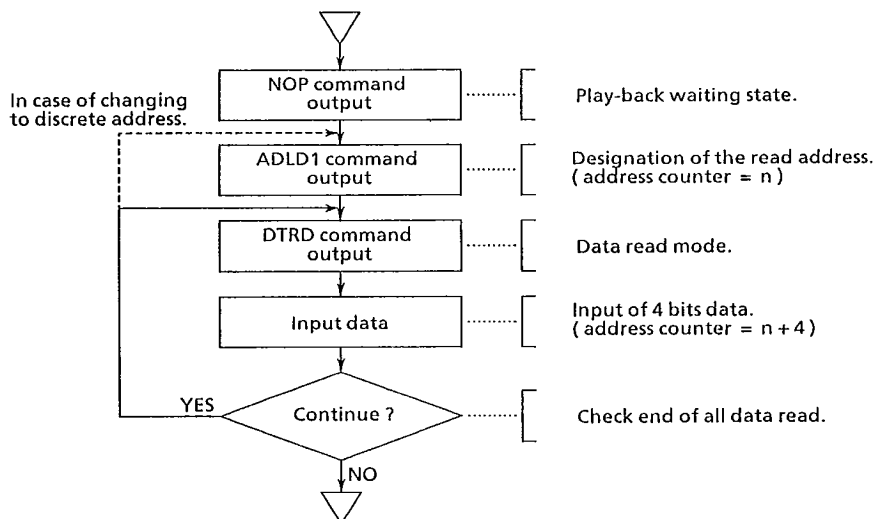 NOP command
output
Play-back waiting state.
In case of changing
to discrete address.
ADLD1 command
output
Designation of the read address.
( address counter = n )
DTRD command
output
Data read mode.
Input data
Input of 4 bits data.
( address counter = n + 4 )
YES
Continue ?
Check end of all data read.
NO